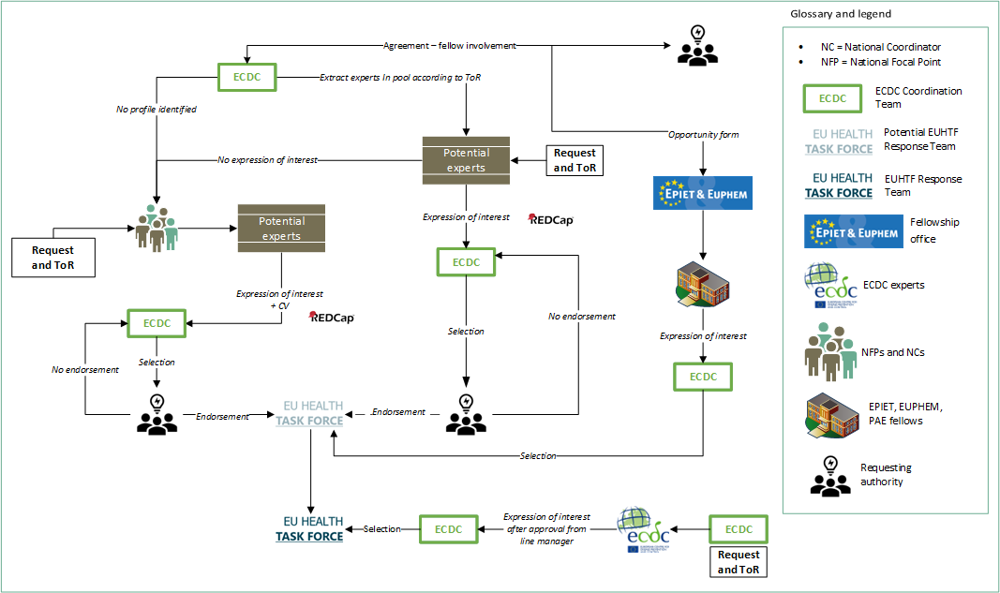 Glossary and legend
Agreement – fellow involvement
ECDC
Extract experts In pool according to ToR
No profile identified
Opportunity form
Potential
experts
Request
and ToR
No expression of interest
EPIET & EUPHEM
Potential
experts
Expression of interest
REDCap
Request
and ToR
ECDC
Expression of interest
+ CV
REDCap
ECDC
No endorsement
Selection
Expression of interest
Selection
No endorsement
ECDC
EU HEALTH
TASK FORCE
Endorsement
Endorsement
Selection
EU HEALTH
TASK FORCE
Selection
ECDC
Expression of interest
after approval from
line manager
ecdc
ECDC
Request
and ToR
• NC = National Coordinator
• NFP = National Focal Point
ECDC
ECDC Coordination
Team
EU HEALTH
TASK FORCE
Potential EUHTF
Response Team
EU HEALTH
TASK FORCE
EUHTF Response
Team
EPIET & EUPHEM
Fellowship
office
ecdc
ECDC experts
NFPs and NCs
EPIET, EUPHEM,
PAE fellows
Requesting
authority